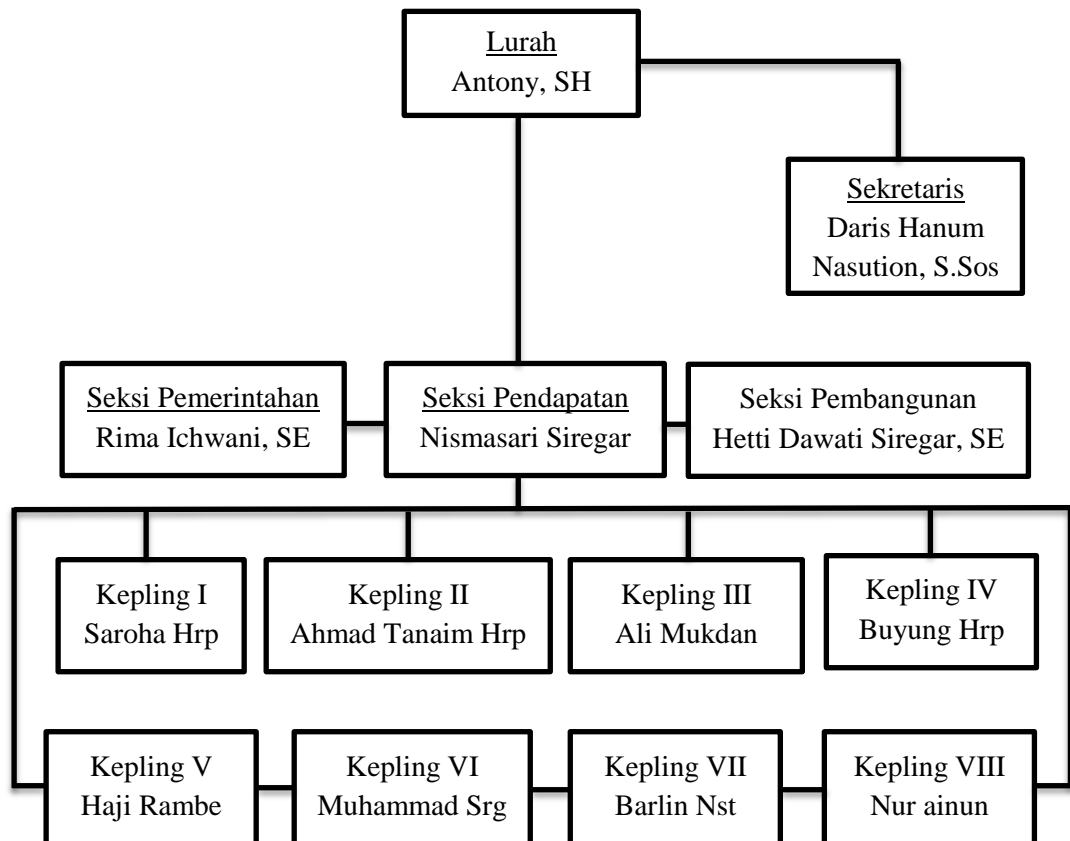 Lurah
Antony, SH
Sekretaris
Daris Hanum
Nasution, S.Sos
Seksi Pemerintahan
Rima Ichwani, SE
Seksi Pendapatan
Nismasari Siregar
Seksi Pembangunan
Hetti Dawati Siregar, SE
Kepling I
Saroha Hrp
Kepling II
Ahmad Tanaim Hrp
Kepling III
Ali Mukdan
Kepling IV
Buyung Hrp
Kepling V
Haji Rambe
Kepling VI
Muhammad Srg
Kepling VII
Barlin Nst
Kepling VIII
Nur ainun